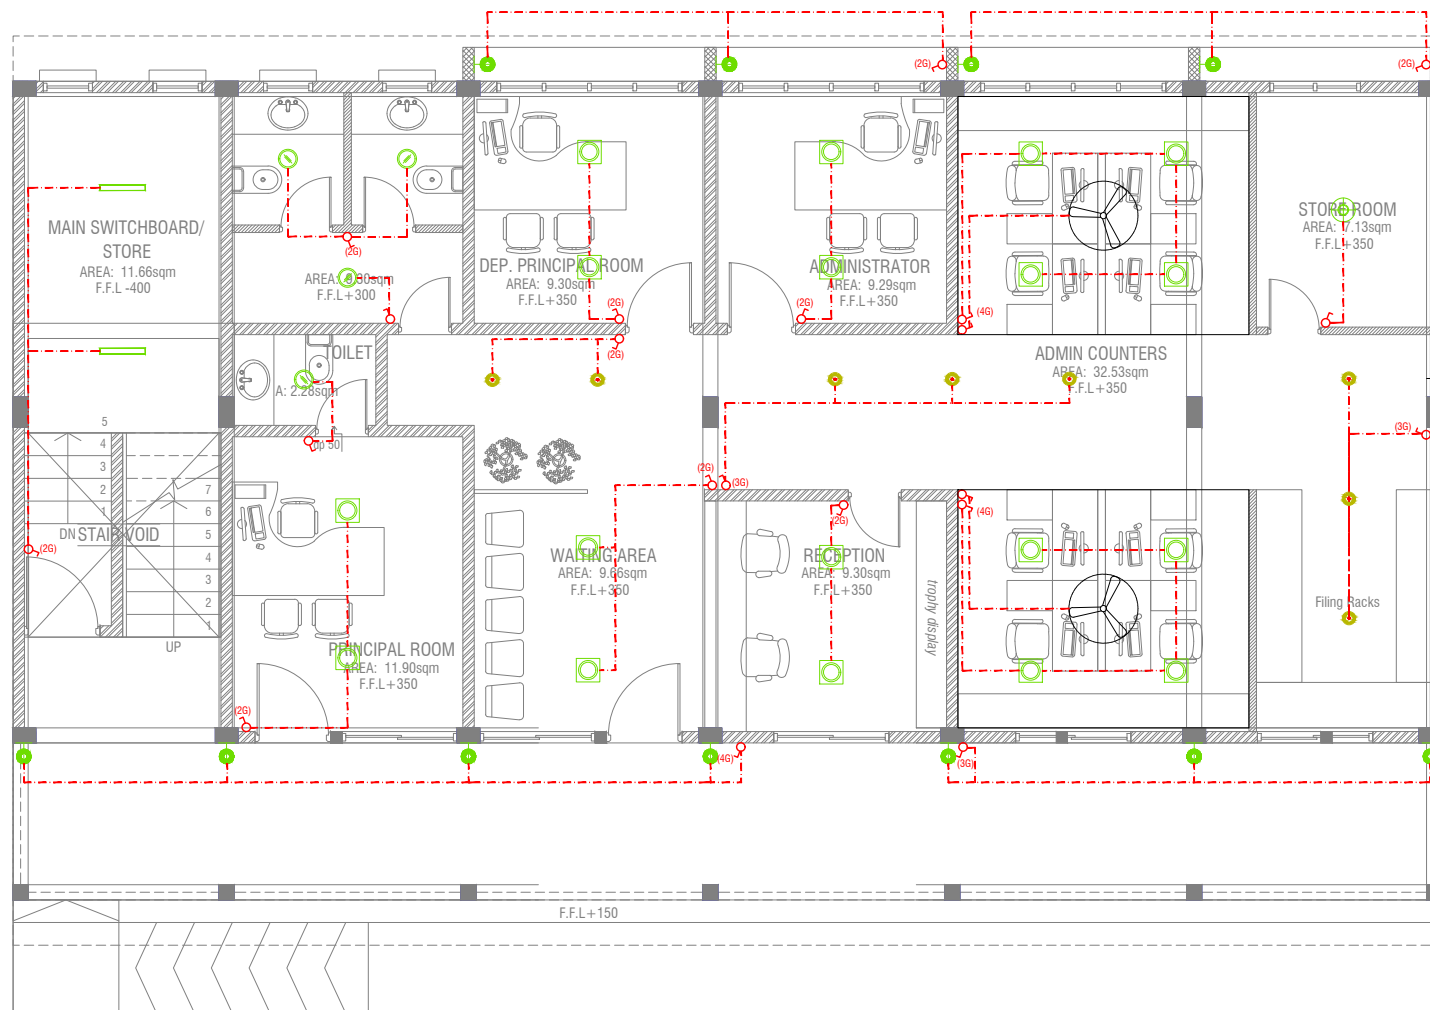 (2G)
(2G)
MAIN SWITCHBOARD/
STORE
AREA: 11.66sqm
F.F.L -400
(2G)
AREA: 9.30sqm
F.F.L+300
DEP. PRINCIPAL ROOM
AREA: 9.30sqm
F.F.L+350
(2G)
(2G)
ADMINISTRATOR
AREA: 9.29sqm
F.F.L+350
(2G)
(4G)
STORE ROOM
AREA: 7.13sqm
F.F.L+350
TOILET
A: 2.28sqm
dp 50
ADMIN COUNTERS
AREA: 32.53sqm
F.F.L+350
(3G)
5
4
3
2
1
DN
STAIR VOID
7
6
5
4
3
2
1
UP
(2G)
(2G)
(3G)
(2G)
(4G)
WAITING AREA
AREA: 9.66sqm
F.F.L+350
RECEPTION
AREA: 9.30sqm
F.F.L+350
trophy display
Filing Racks
PRINCIPAL ROOM
AREA: 11.90sqm
F.F.L+350
(2G)
(4G)
(3G)
F.F.L+150